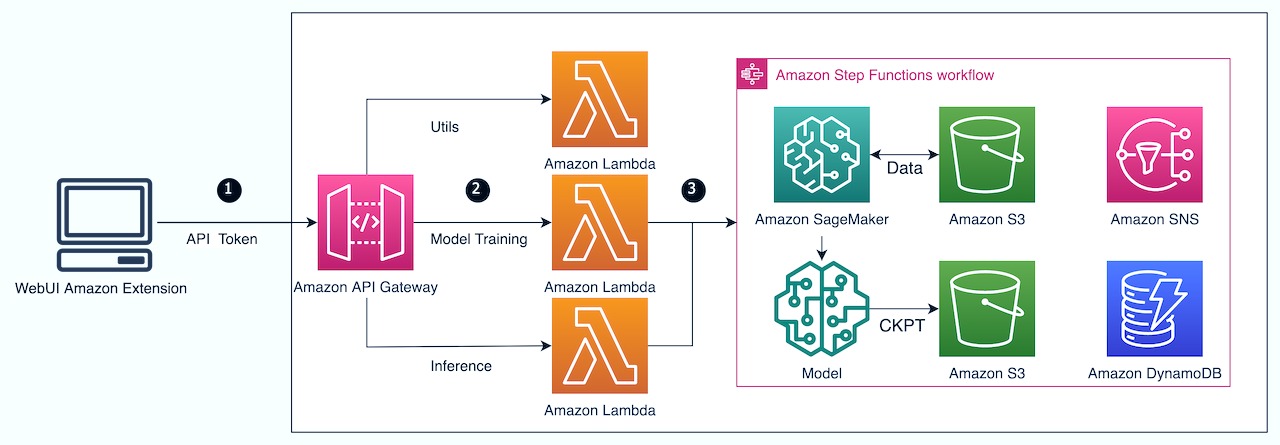 Amazon Step Functions workflow
Utils
Amazon Lambda
1
2
3
Data
API Token
Model Training
Amazon SageMaker
Amazon S3
Amazon SNS
WebUI Amazon Extension
Amazon API Gateway
Amazon Lambda
CKPT
Inference
Model
Amazon S3
Amazon DynamoDB
Amazon Lambda